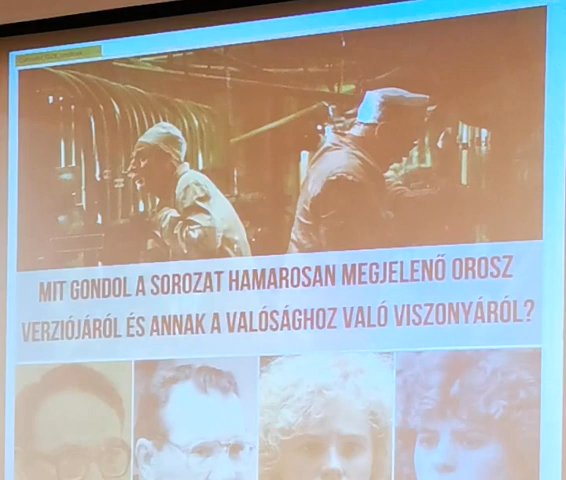 MIT GONDOL A SOROZAT HAMAROSAN MEGJELENŐ OROSZ
VERZIÓJÁRÓL ÉS ANNAK A VALÓSÁGHOZ VALÓ VISZONYÁRÓL?